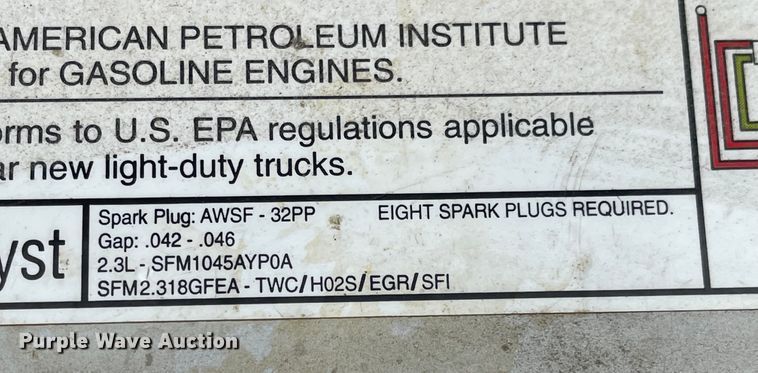 AMERICAN PETROLEUM INSTITUTE
for GASOLINE ENGINES.
orms to U.S. EPA regulations applicable
ar new light-duty trucks.
yst
Spark Plug: AWSF - 32PP EIGHT SPARK PLUGS REQUIRED.
Gap: .042 - .046
2.3L - SFM1045AYP0A
SFM2.318GFEA - TWC/H02S/EGR/SFI
Purple Wave Auction